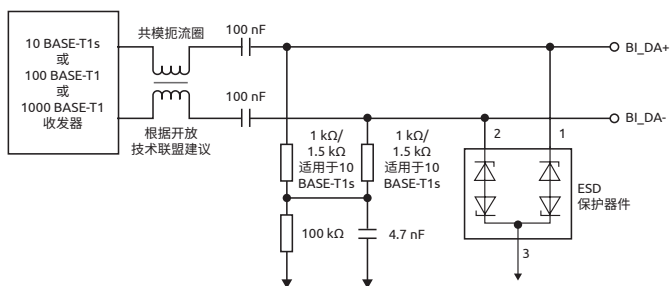 10 BASE-T1s
或
100 BASE-T1
或
1000 BASE-T1
收发器
共模扼流圈
100 nF
100 nF
根据开放
技术联盟建议
BI_DA+
BI_DA-
1 kΩ/
1.5 kΩ
适用于10
BASE-T1s
1 kΩ/
1.5 kΩ
适用于10
BASE-T1s
2
1
ESD
保护器件
3
100 kΩ
4.7 nF